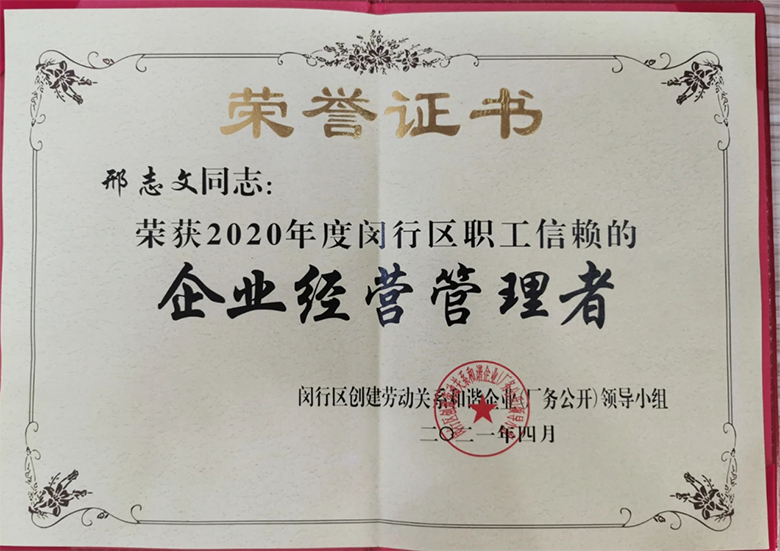 荣誉证书
邢志文同志：
荣获2020年度闵行区职工信赖的
企业经营管理者
闵行区创建劳动关系和谐企业(厂务公开)领导小组
二〇二一年四月